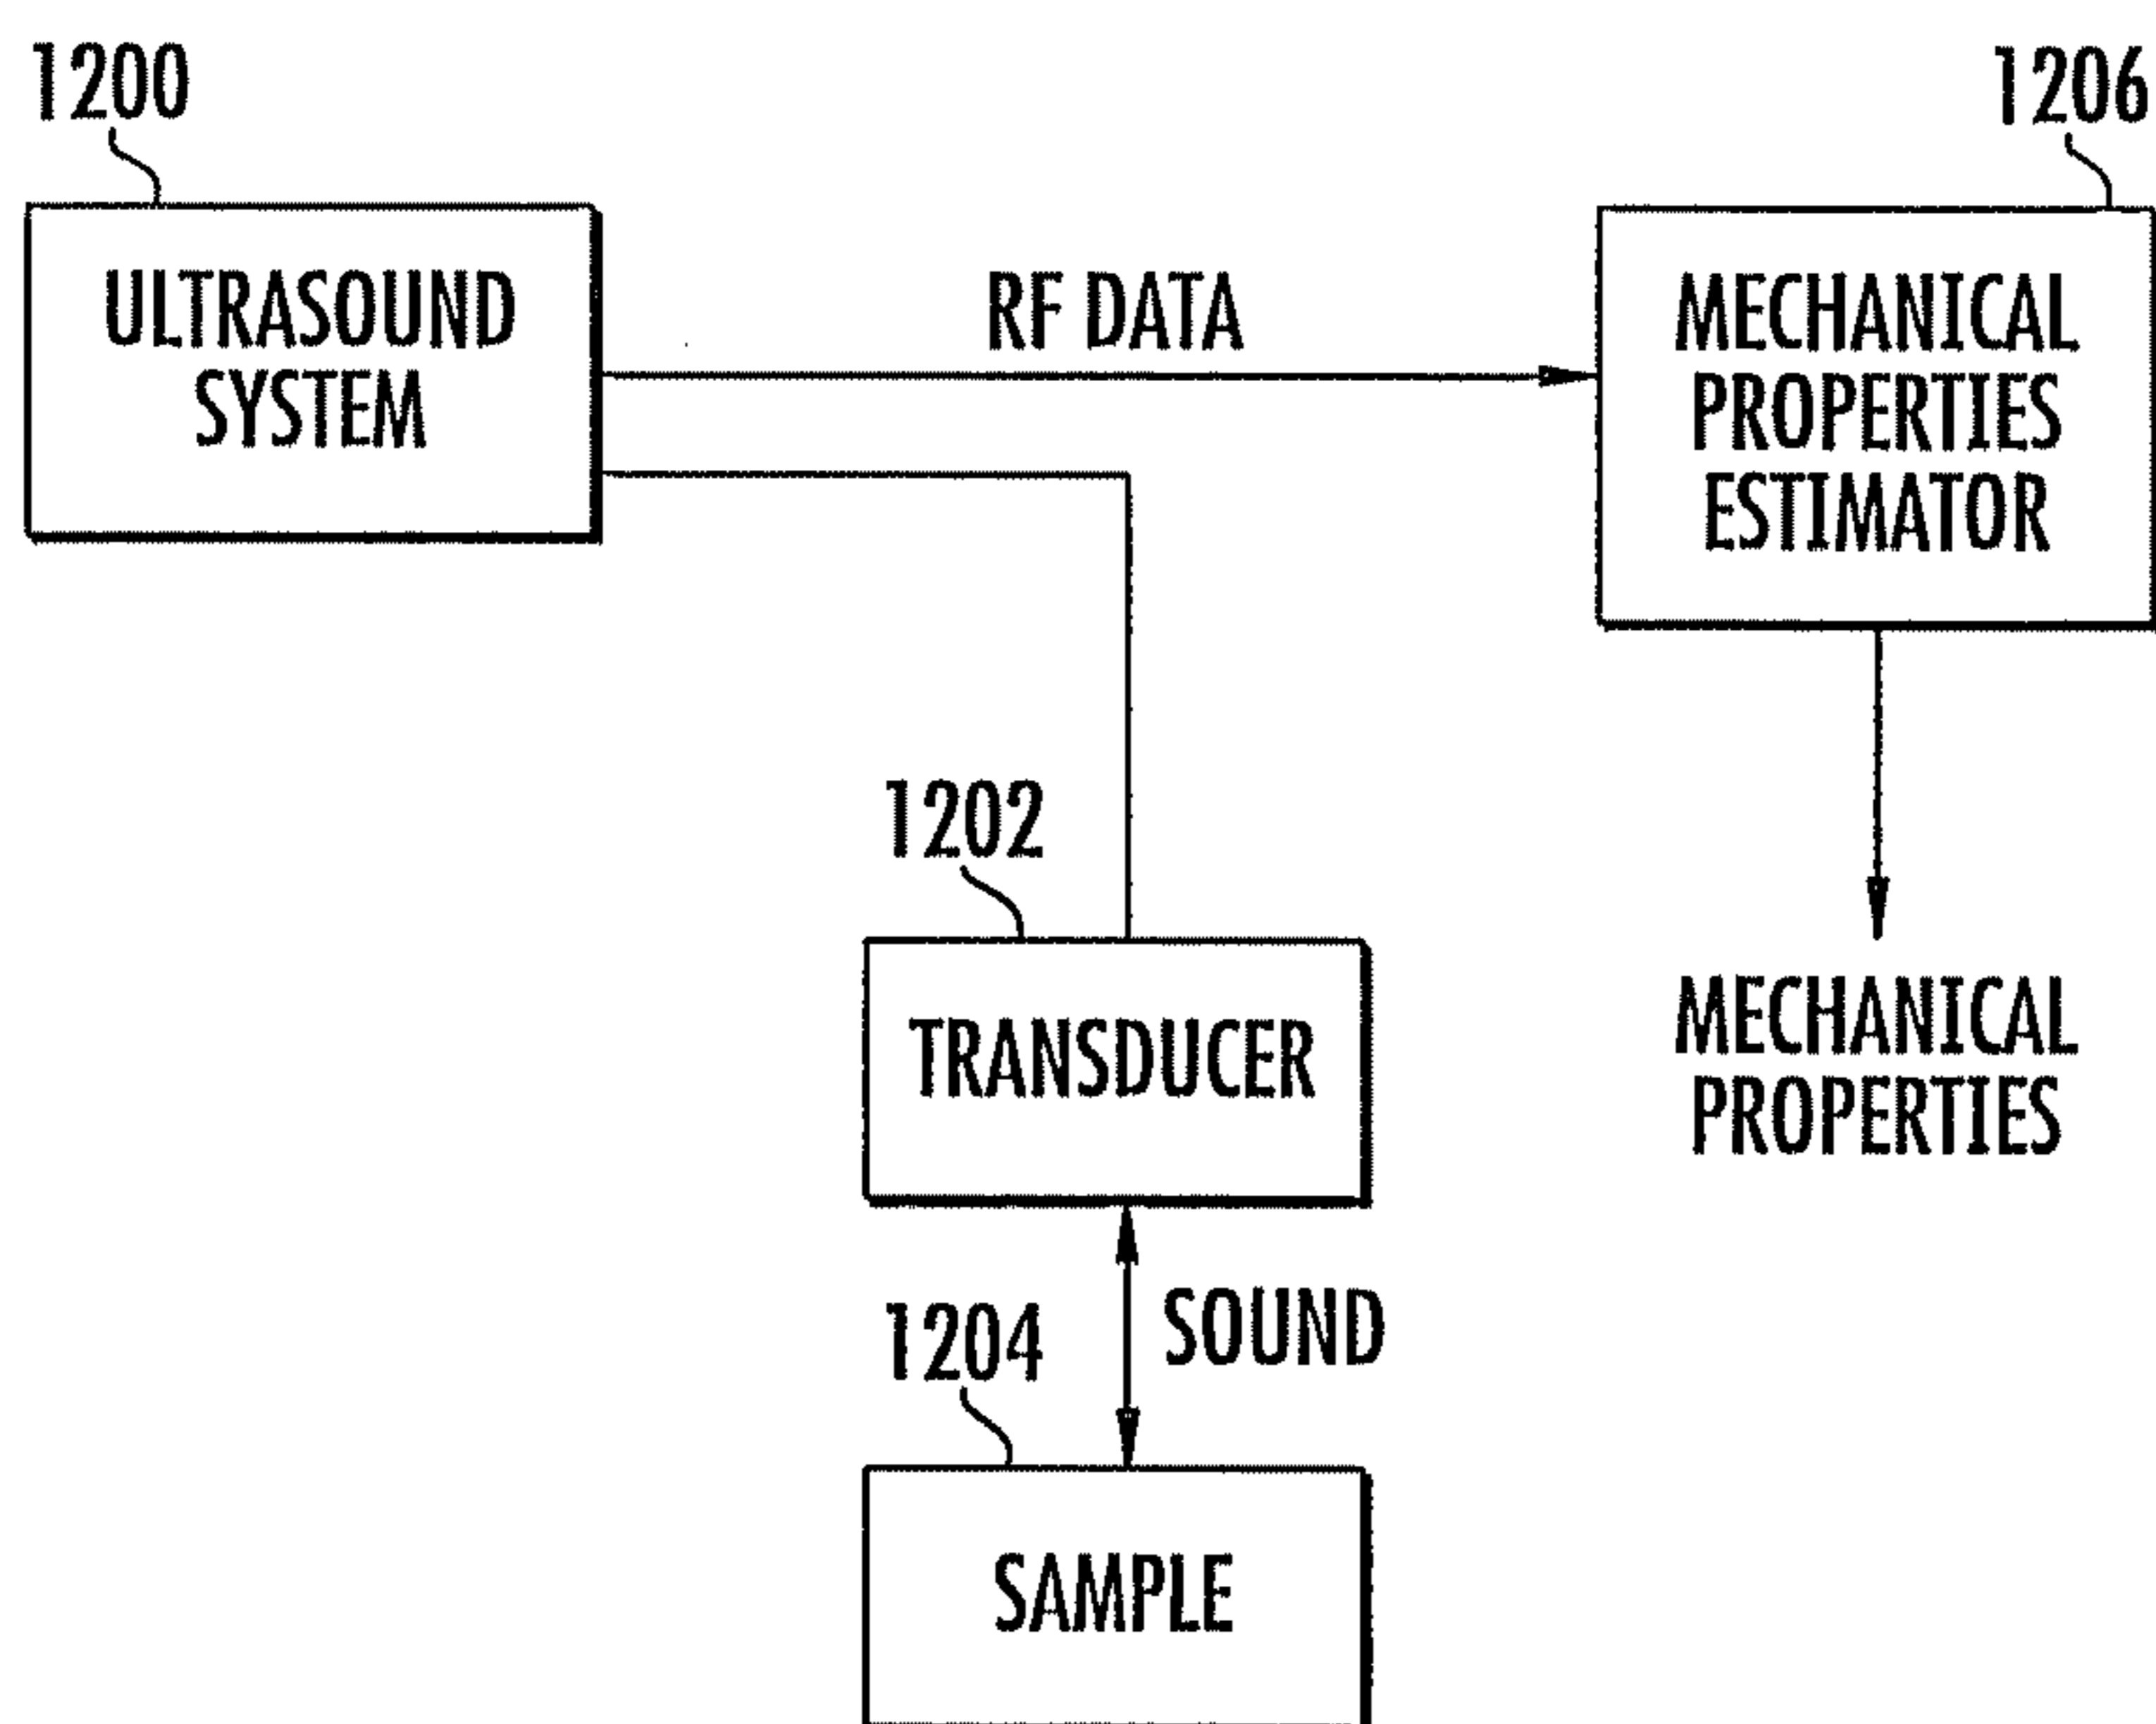 1200
1206
ULTRASOUND
SYSTEM
RF DATA
MECHANICAL
PROPERTIES
ESTIMATOR
1202
TRANSDUCER
MECHANICAL
PROPERTIES
SOUND
1204
SAMPLE